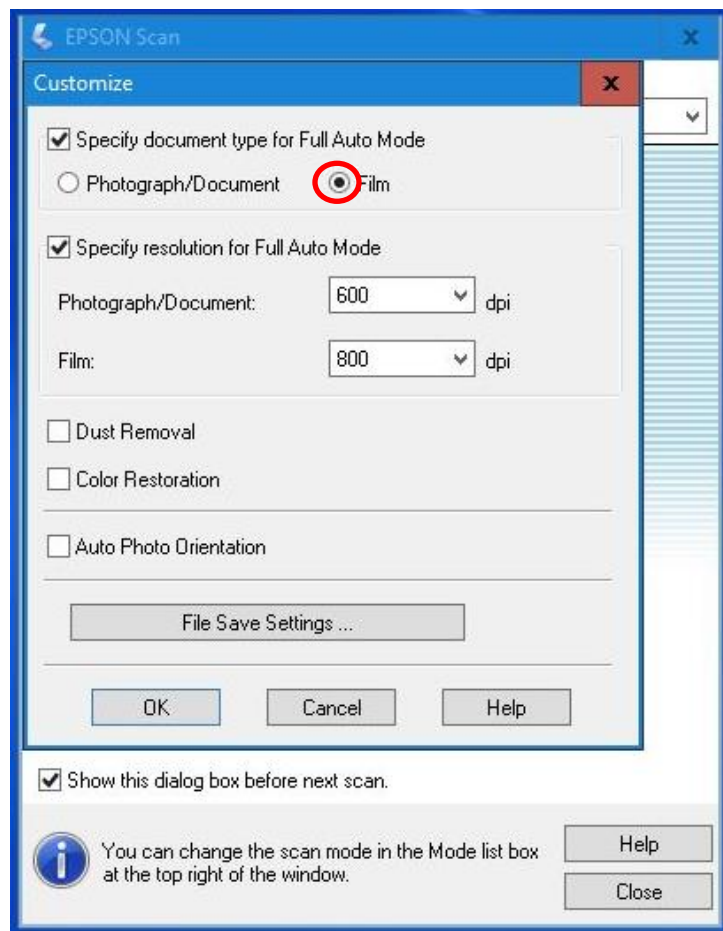 EPSON Scan
Customize
Specify document type for Full Auto Mode
Photograph/Document Film
Specify resolution for Full Auto Mode
Photograph/Document: 600 dpi
Film: 800 dpi
Dust Removal
Color Restoration
Auto Photo Orientation
File Save Settings ...
OK Cancel Help
Show this dialog box before next scan.
You can change the scan mode in the Mode list box
at the top right of the window.
Help
Close